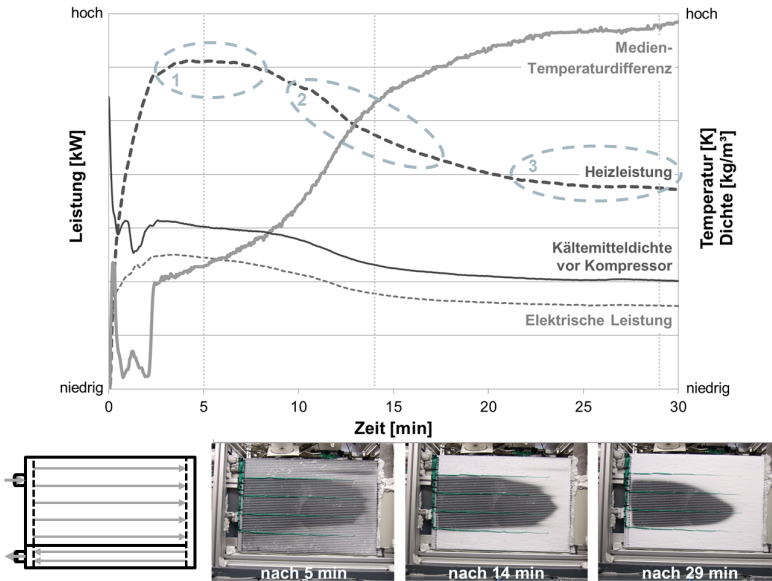 hoch
hoch
Leistung [kW]
Temperatur [K]
Dichte [kg/m³]
Medien-
Temperaturdifferenz
1
2
3
Heizleistung
Kältemitteldichte
vor Kompressor
Elektrische Leistung
niedrig
niedrig
0
5
10
15
20
25
30
Zeit [min]
nach 5 min
nach 14 min
nach 29 min